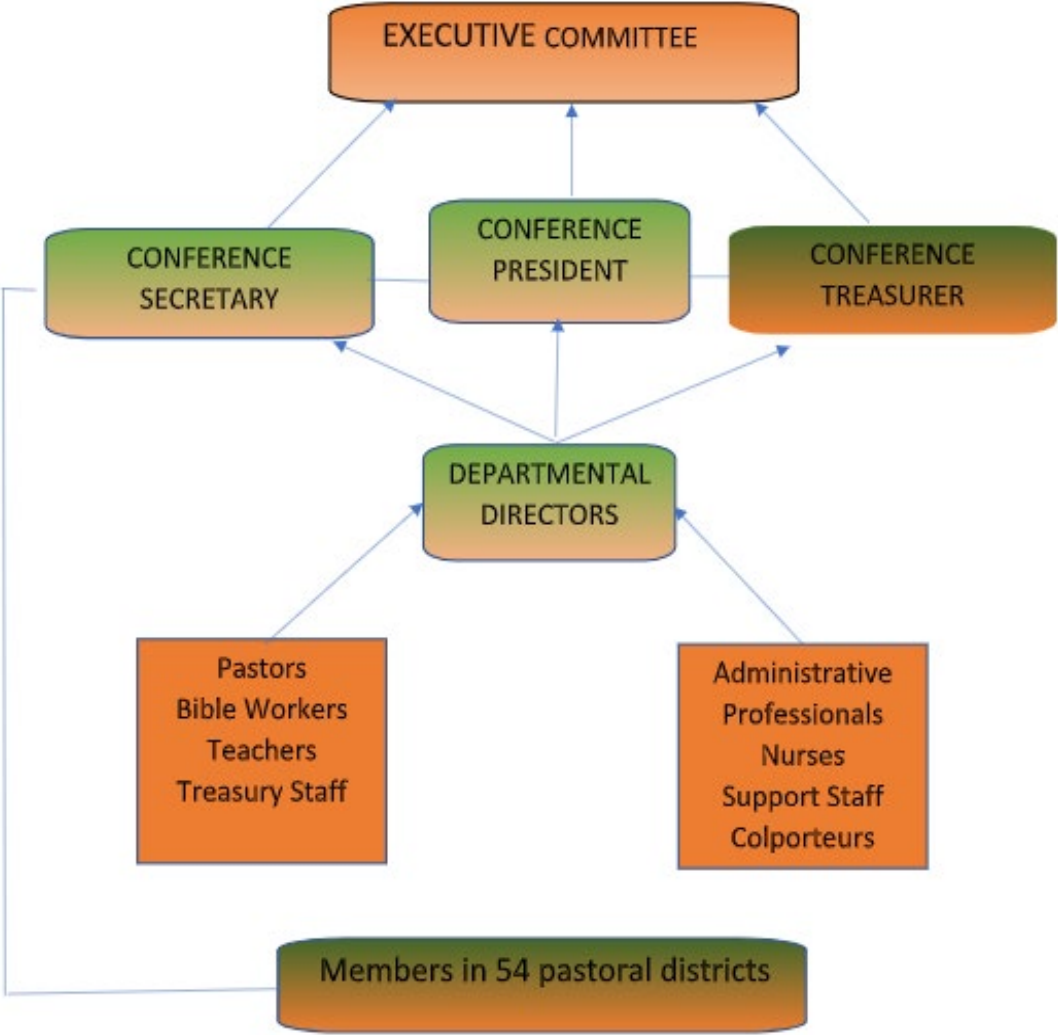 EXECUTIVE COMMITTEE
CONFERENCE
SECRETARY
CONFERENCE
PRESIDENT
CONFERENCE
TREASURER
DEPARTMENTAL
DIRECTORS
Pastors
Bible Workers
Teachers
Treasury Staff
Administrative
Professionals
Nurses
Support Staff
Colporteurs
Members in 54 pastoral districts